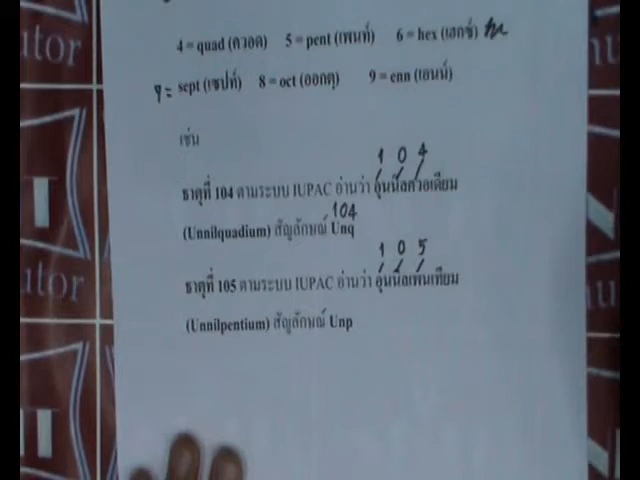 4 = quad (ควอด) 5 = pent (เพนท์) 6 = hex (เฮกซ์)
7 = sept (เซปท์) 8 = oct (ออกตฺ) 9 = enn (เอนน์)
เช่น
1 0 4
ธาตุที่ 104 ตามระบบ IUPAC อ่านว่า อุนนิลควอเดียม
104
(Unnilquadium) สัญลักษณ์ Unq
1 0 5
ธาตุที่ 105 ตามระบบ IUPAC อ่านว่า อุนนิลเพนเทียม
(Unnilpentium) สัญลักษณ์ Unp
utor
utor